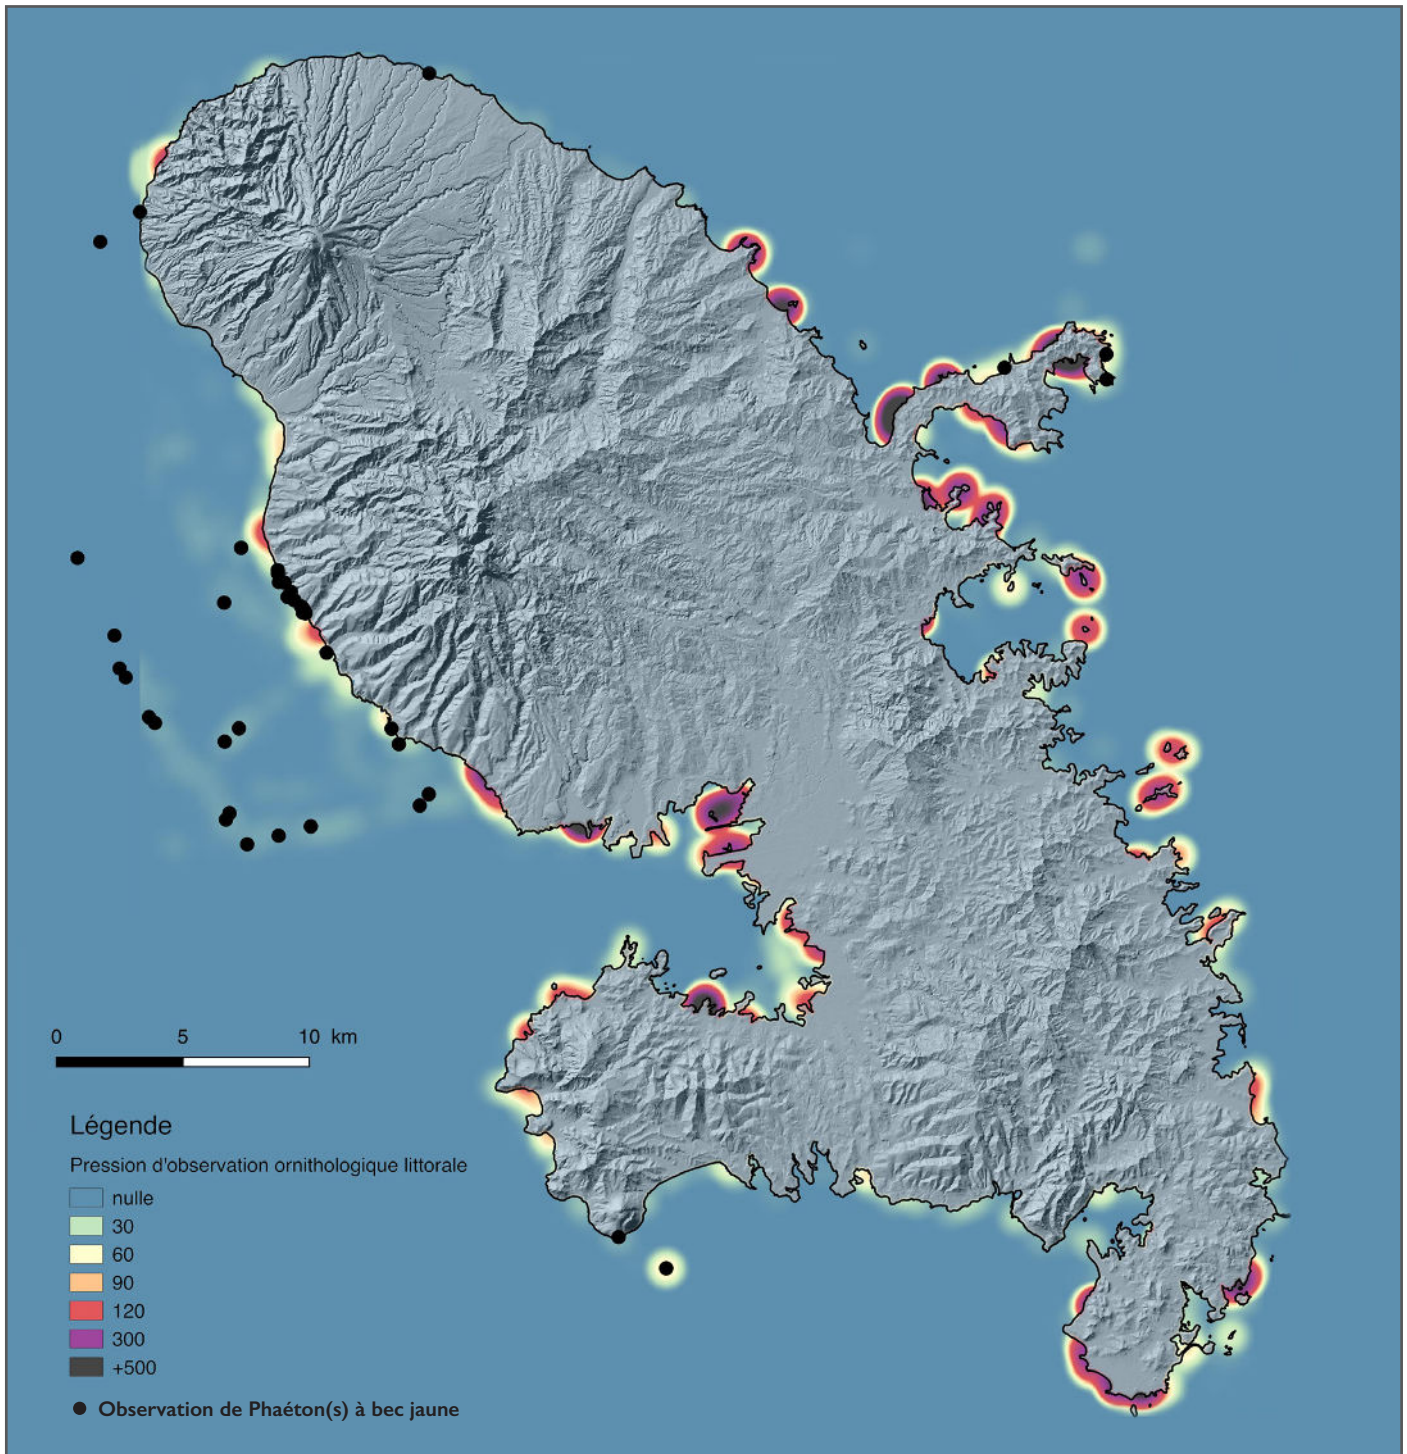 0 5 10 km
Légende
Pression d'observation ornithologique littorale
nulle
30
60
90
120
300
+500
Observation de Phaéton(s) à bec jaune